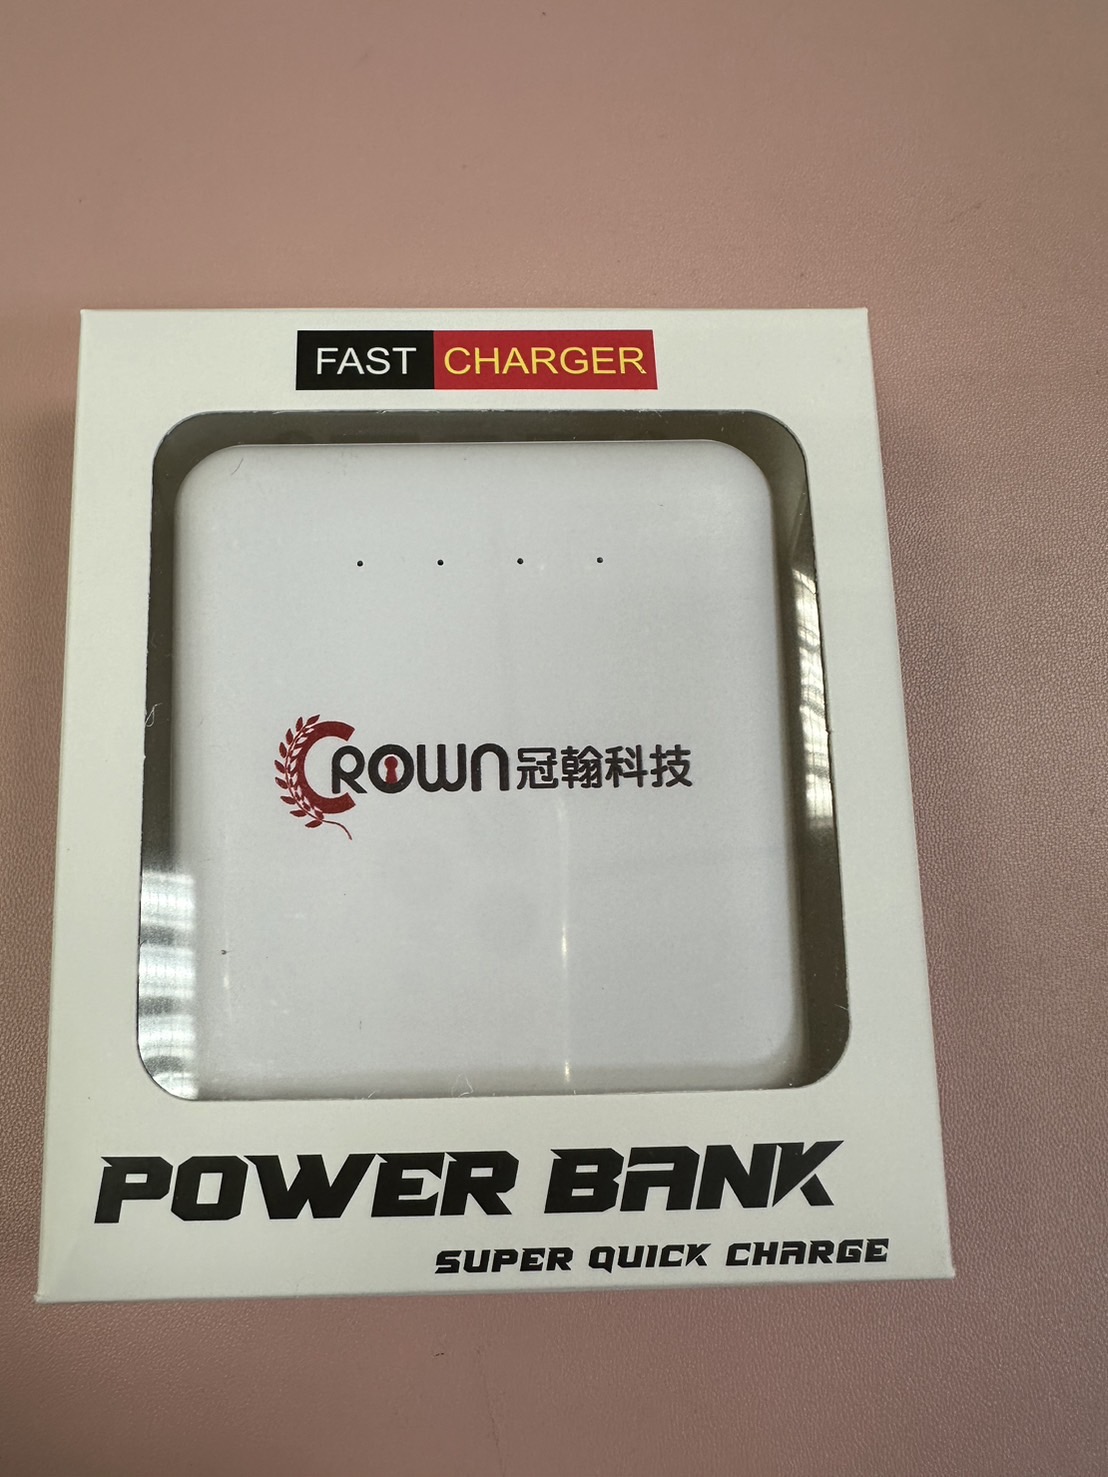 FAST CHARGER
CROWN冠翰科技
POWER BANK
SUPER QUICK CHARGE